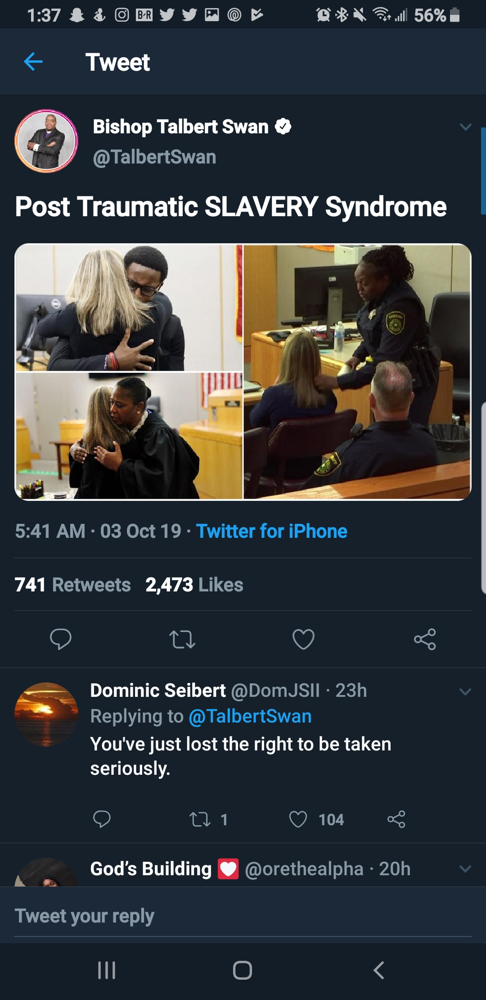 1:37 B·R 56%
Tweet
Bishop Talbert Swan
@TalbertSwan
Post Traumatic SLAVERY Syndrome
SHERIFF
5:41 AM · 03 Oct 19 · Twitter for iPhone
741 Retweets 2,473 Likes
Dominic Seibert @DomJSII · 23h
Replying to @TalbertSwan
You've just lost the right to be taken
seriously.
1 104
God's Building @orethealpha · 20h
Tweet your reply